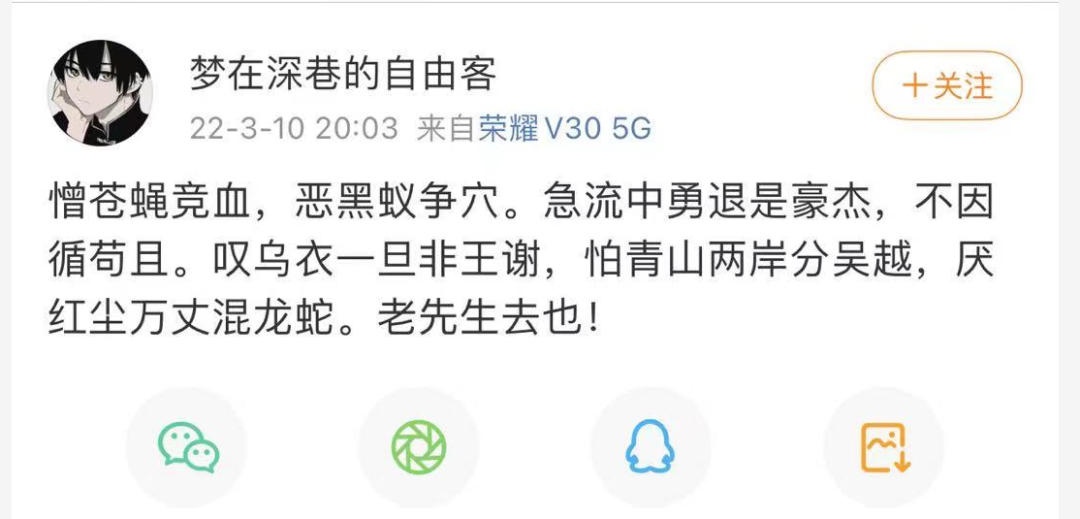 梦在深巷的自由客
+关注
22-3-10 20:03 来自荣耀V30 5G
憎苍蝇竞血，恶黑蚁争穴。急流中勇退是豪杰，不因
循苟且。叹乌衣一旦非王谢，怕青山两岸分吴越，厌
红尘万丈混龙蛇。老先生去也！